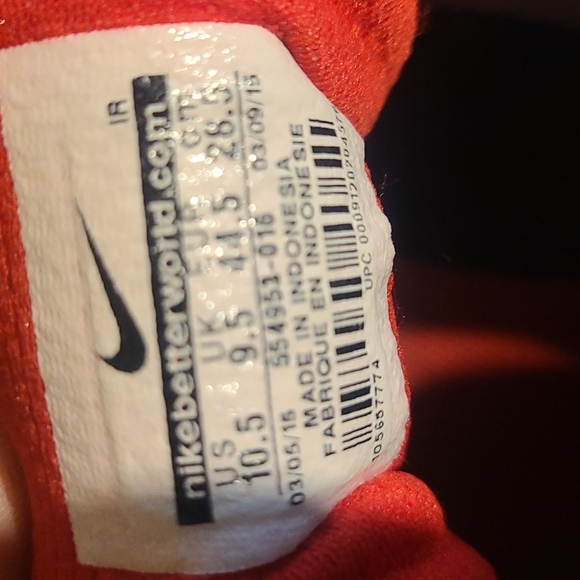 IR
nikebetterworld.com
US UK EUR cm
10.5 9.5 44.5 28.5
554953-016
03/05/15 03/09/15
MADE IN INDONESIA
FABRIQUE EN INDONESIE
UPC
105657774